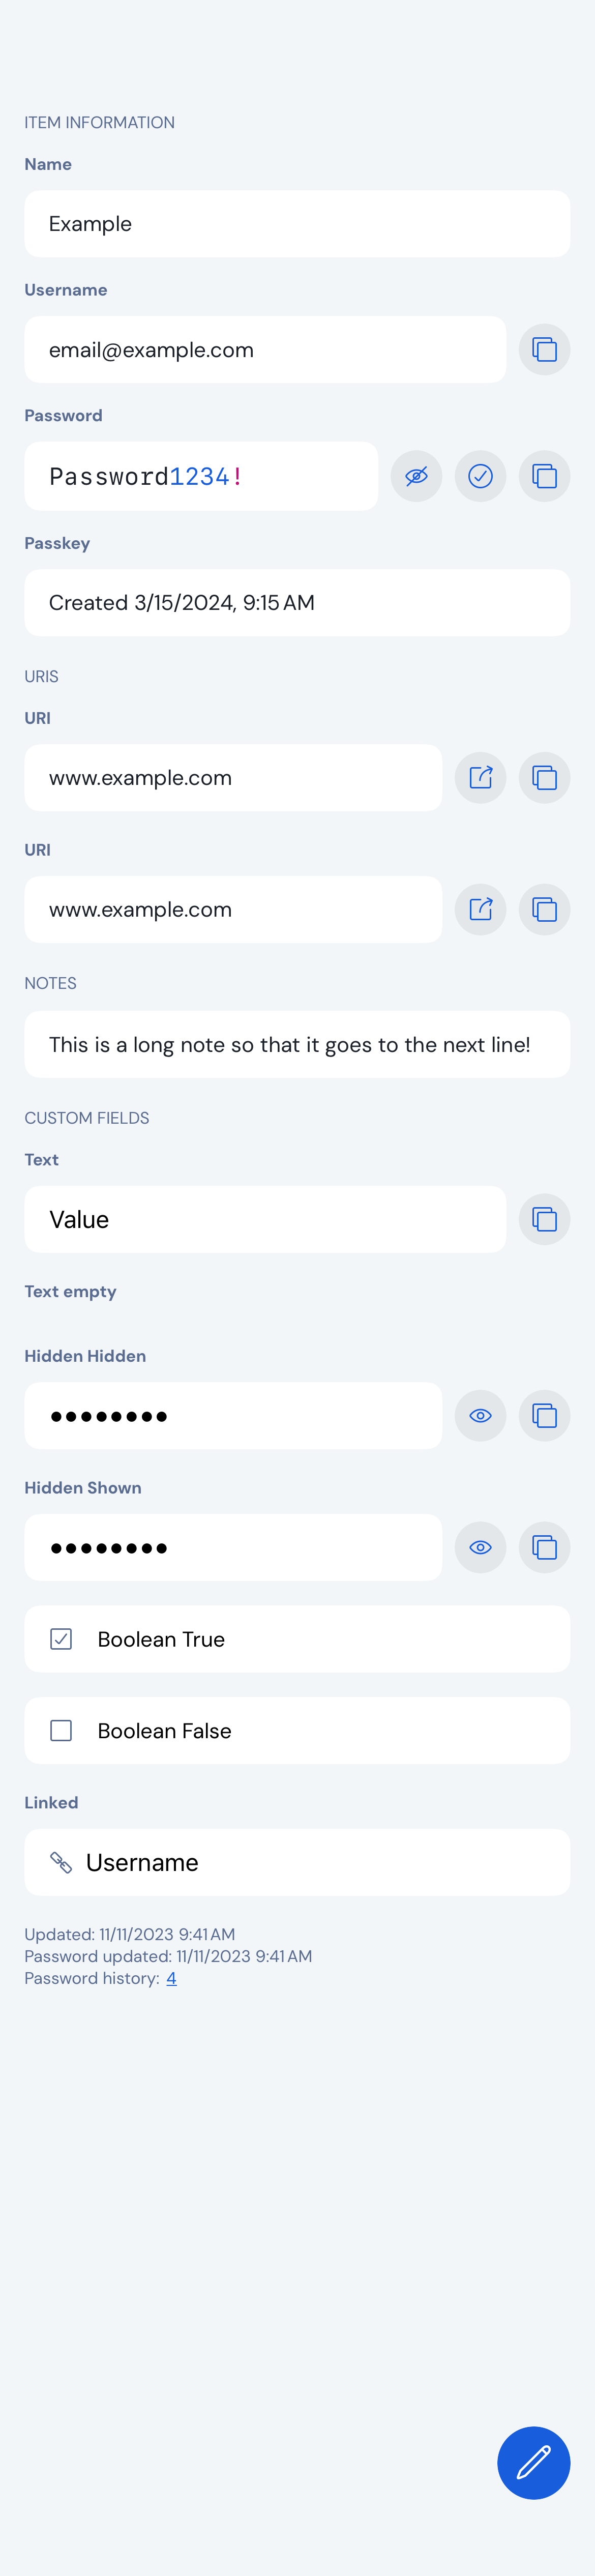 ITEM INFORMATION
Name
Example
Username
email@example.com
Password
Password1234!
Passkey
Created 3/15/2024, 9:15 AM
URIS
URI
www.example.com
URI
www.example.com
NOTES
This is a long note so that it goes to the next line!
CUSTOM FIELDS
Text
Value
Text empty
Hidden Hidden
••••••••
Hidden Shown
••••••••
Boolean True
Boolean False
Linked
Username
Updated: 11/11/2023 9:41 AM
Password updated: 11/11/2023 9:41 AM
Password history: 4